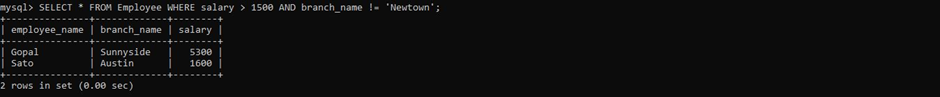 mysql> SELECT * FROM Employee WHERE salary > 1500 AND branch_name != 'Newtown';
+---------------+-------------+--------+
| employee_name | branch_name | salary |
+---------------+-------------+--------+
| Gopal         | Sunnyside   |   5300 |
| Sato          | Austin      |   1600 |
+---------------+-------------+--------+
2 rows in set (0.00 sec)